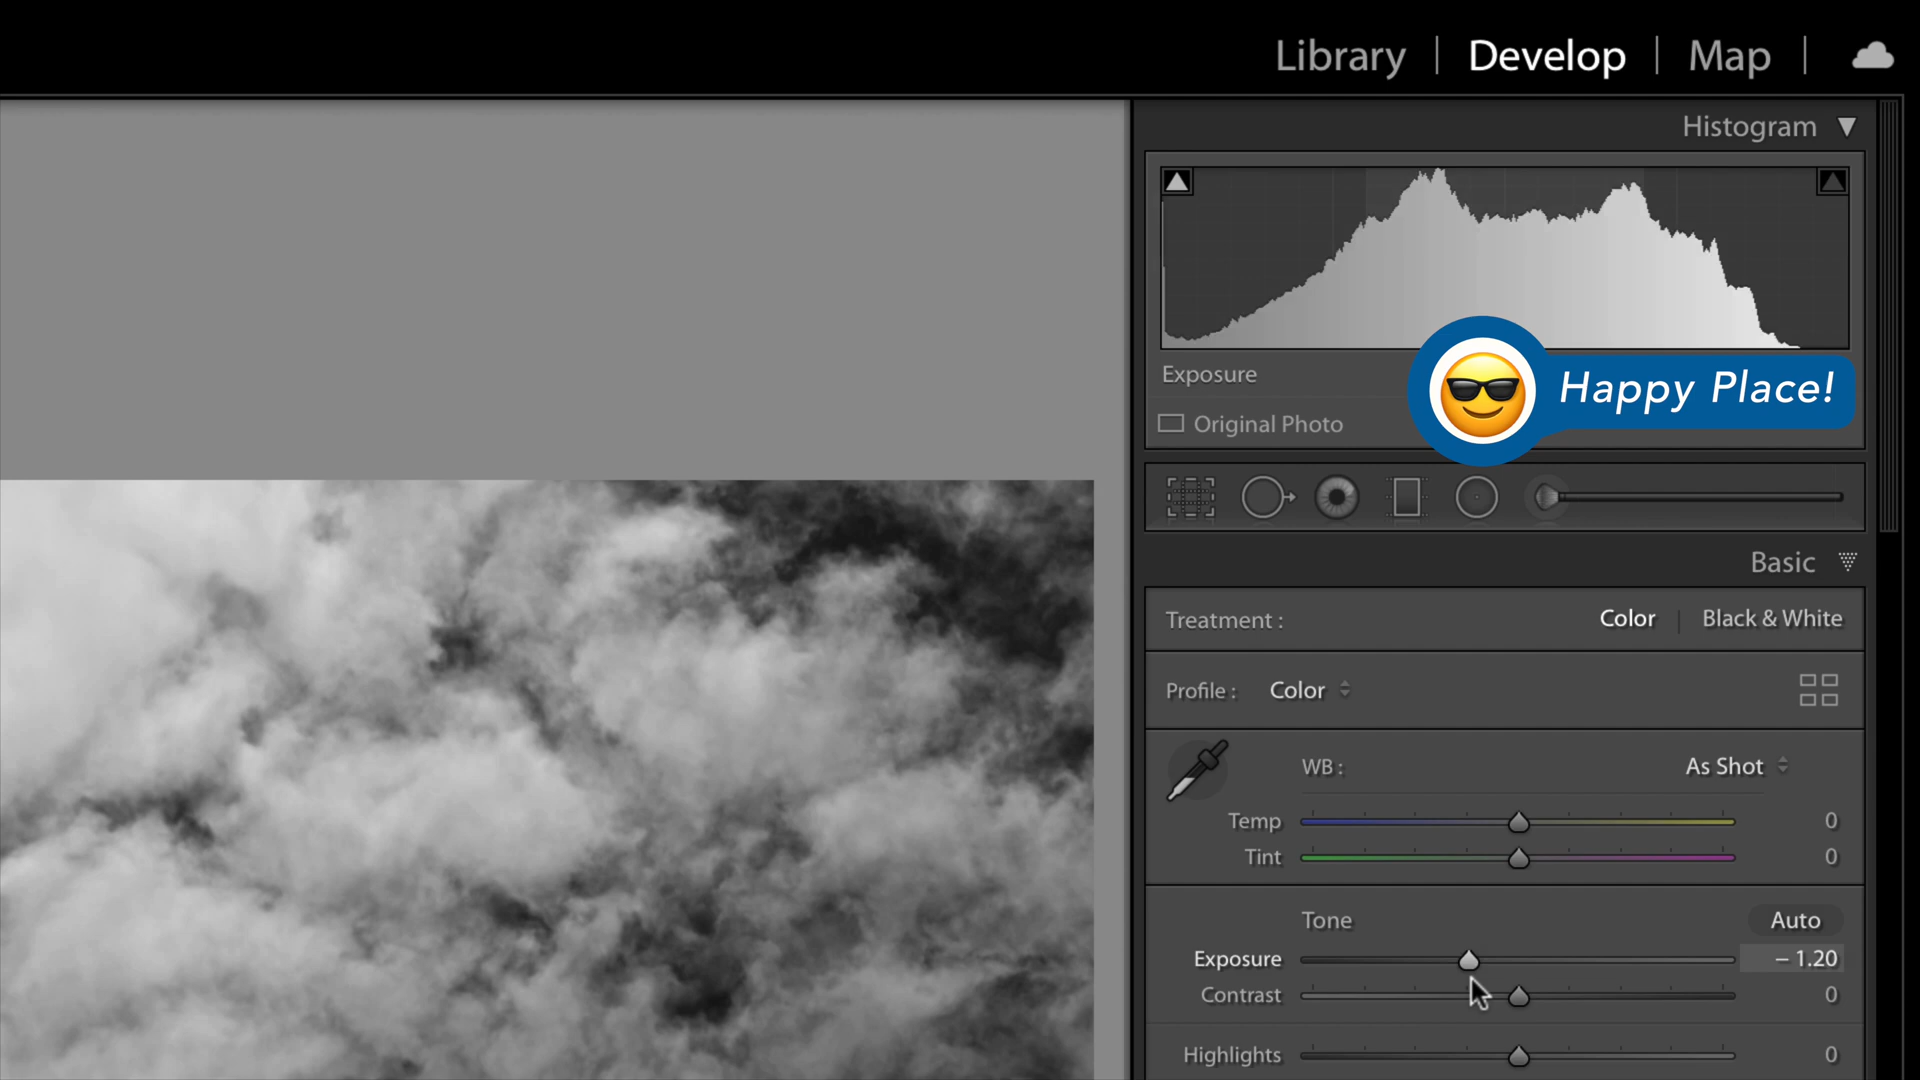 Library | Develop | Map |
Histogram
Exposure
Happy Place!
Original Photo
Basic
Treatment : Color | Black & White
Profile : Color
WB : As Shot
Temp 0
Tint 0
Tone Auto
Exposure – 1.20
Contrast 0
Highlights 0